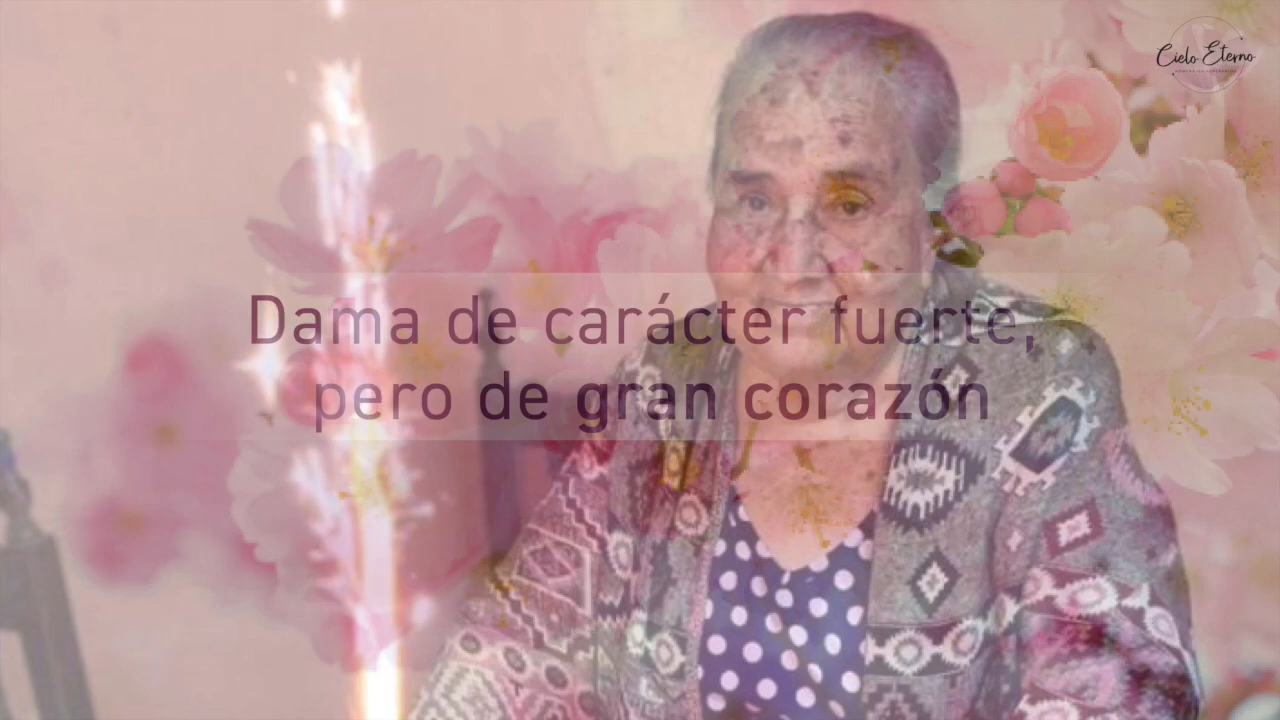 Cielo Eterno
Dama de carácter fuerte,
pero de gran corazón